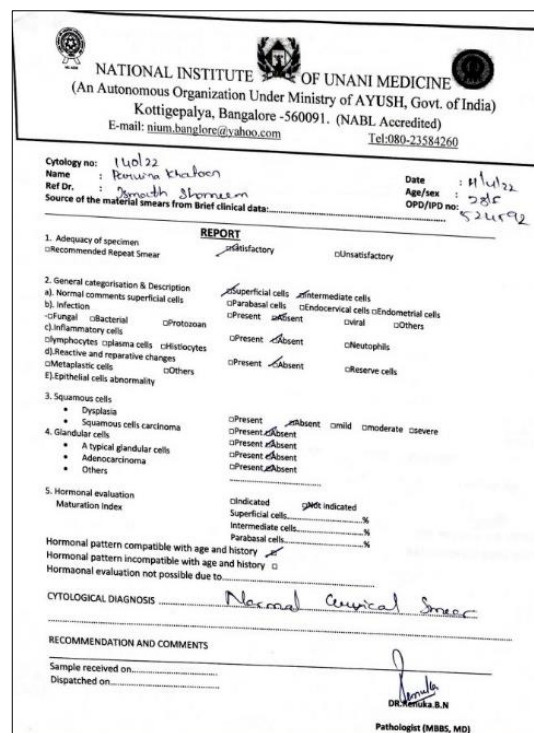 NATIONAL INSTITUTE OF UNANI MEDICINE
(An Autonomous Organization Under Ministry of AYUSH, Govt. of India)
Kottigepalya, Bangalore -560091. (NABL Accredited)
E-mail: nium.banglore@yahoo.com Tel:080-23584260
Cytology no: 140/22
Name : Khatoon Date :
Ref Dr. : Age/sex : 28/F
Source of the material smears from Brief clinical data: OPD/IPD no:
REPORT
1. Adequacy of specimen □Satisfactory □Unsatisfactory
□Recommended Repeat Smear
2. General categorisation & Description □Superficial cells □Intermediate cells
a). Normal comments superficial cells □Parabasal cells □Endocervical cells □Endometrial cells
b). Infection □Present □Absent
-□Fungal □Bacterial □Protozoan □viral □Others
c).Inflammatory cells □Present □Absent
□lymphocytes □plasma cells □Histiocytes □Neutophils
d).Reactive and reparative changes □Present □Absent
□Metaplastic cells □Others □Reserve cells
E).Epithelial cells abnormality
3. Squamous cells
• Dysplasia □Present □Absent □mild □moderate □severe
• Squamous cells carcinoma □Present □Absent
4. Glandular cells □Present □Absent
• A typical glandular cells □Present □Absent
• Adenocarcinoma □Present □Absent
• Others
5. Hormonal evaluation □Indicated □Not indicated
Maturation Index Superficial cells %
Intermediate cells %
Parabasal cells %
Hormonal pattern compatible with age and history □
Hormonal pattern incompatible with age and history □
Hormaonal evaluation not possible due to
CYTOLOGICAL DIAGNOSIS Normal Cervical Smear
RECOMMENDATION AND COMMENTS
Sample received on
Dispatched on
Renuka
DR.Renuka.B.N
Pathologist (MBBS, MD)